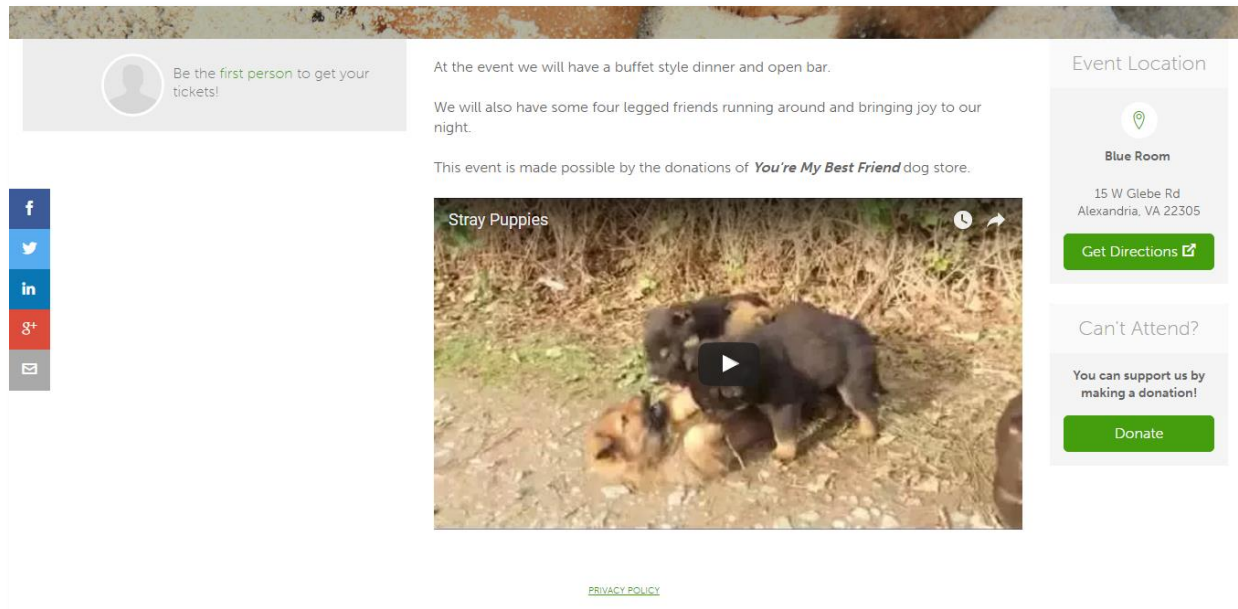 Be the first person to get your
tickets!
At the event we will have a buffet style dinner and open bar.
We will also have some four legged friends running around and bringing joy to our
night.
This event is made possible by the donations of You're My Best Friend dog store.
Stray Puppies
f
in
g+
Event Location
Blue Room
15 W Glebe Rd
Alexandria, VA 22305
Get Directions
Can't Attend?
You can support us by
making a donation!
Donate
PRIVACY POLICY